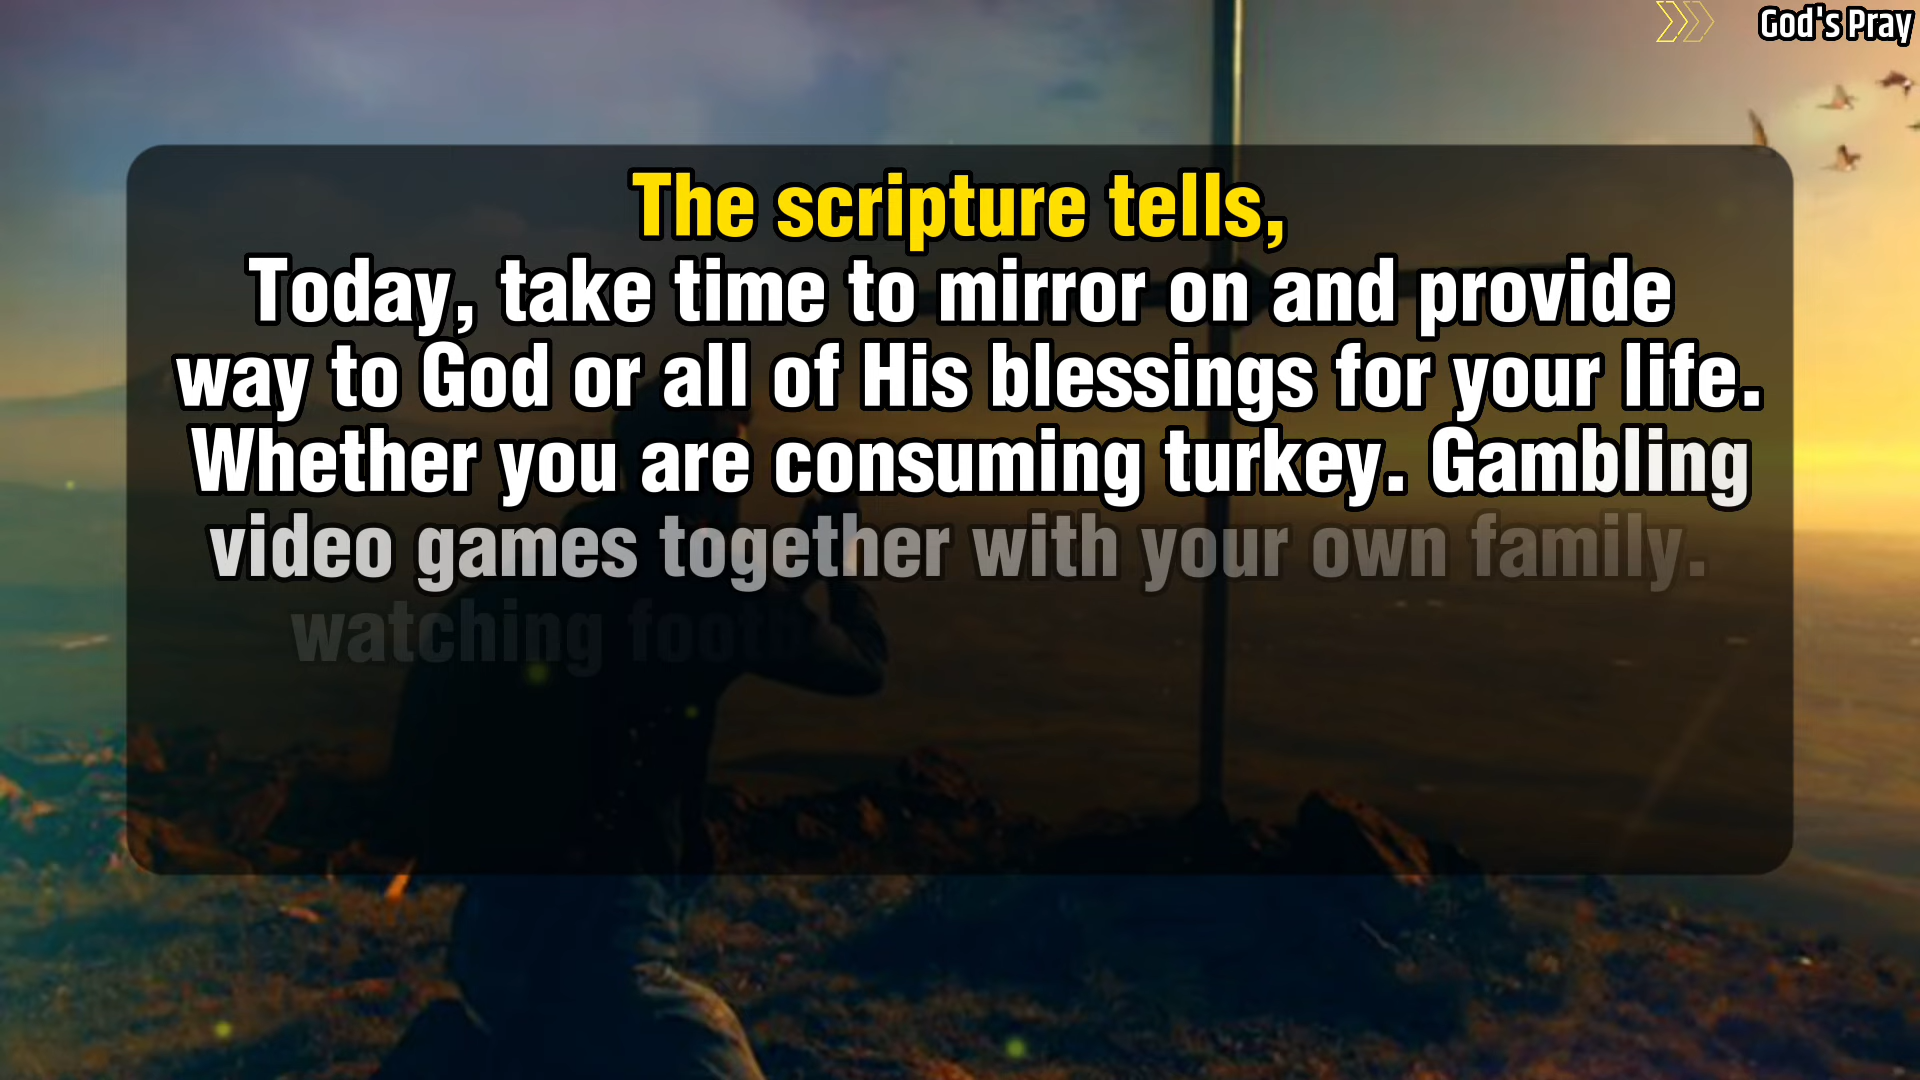 God's Pray
The scripture tells,
Today, take time to mirror on and provide
way to God or all of His blessings for your life.
Whether you are consuming turkey. Gambling
video games together with your own family.
watching footb